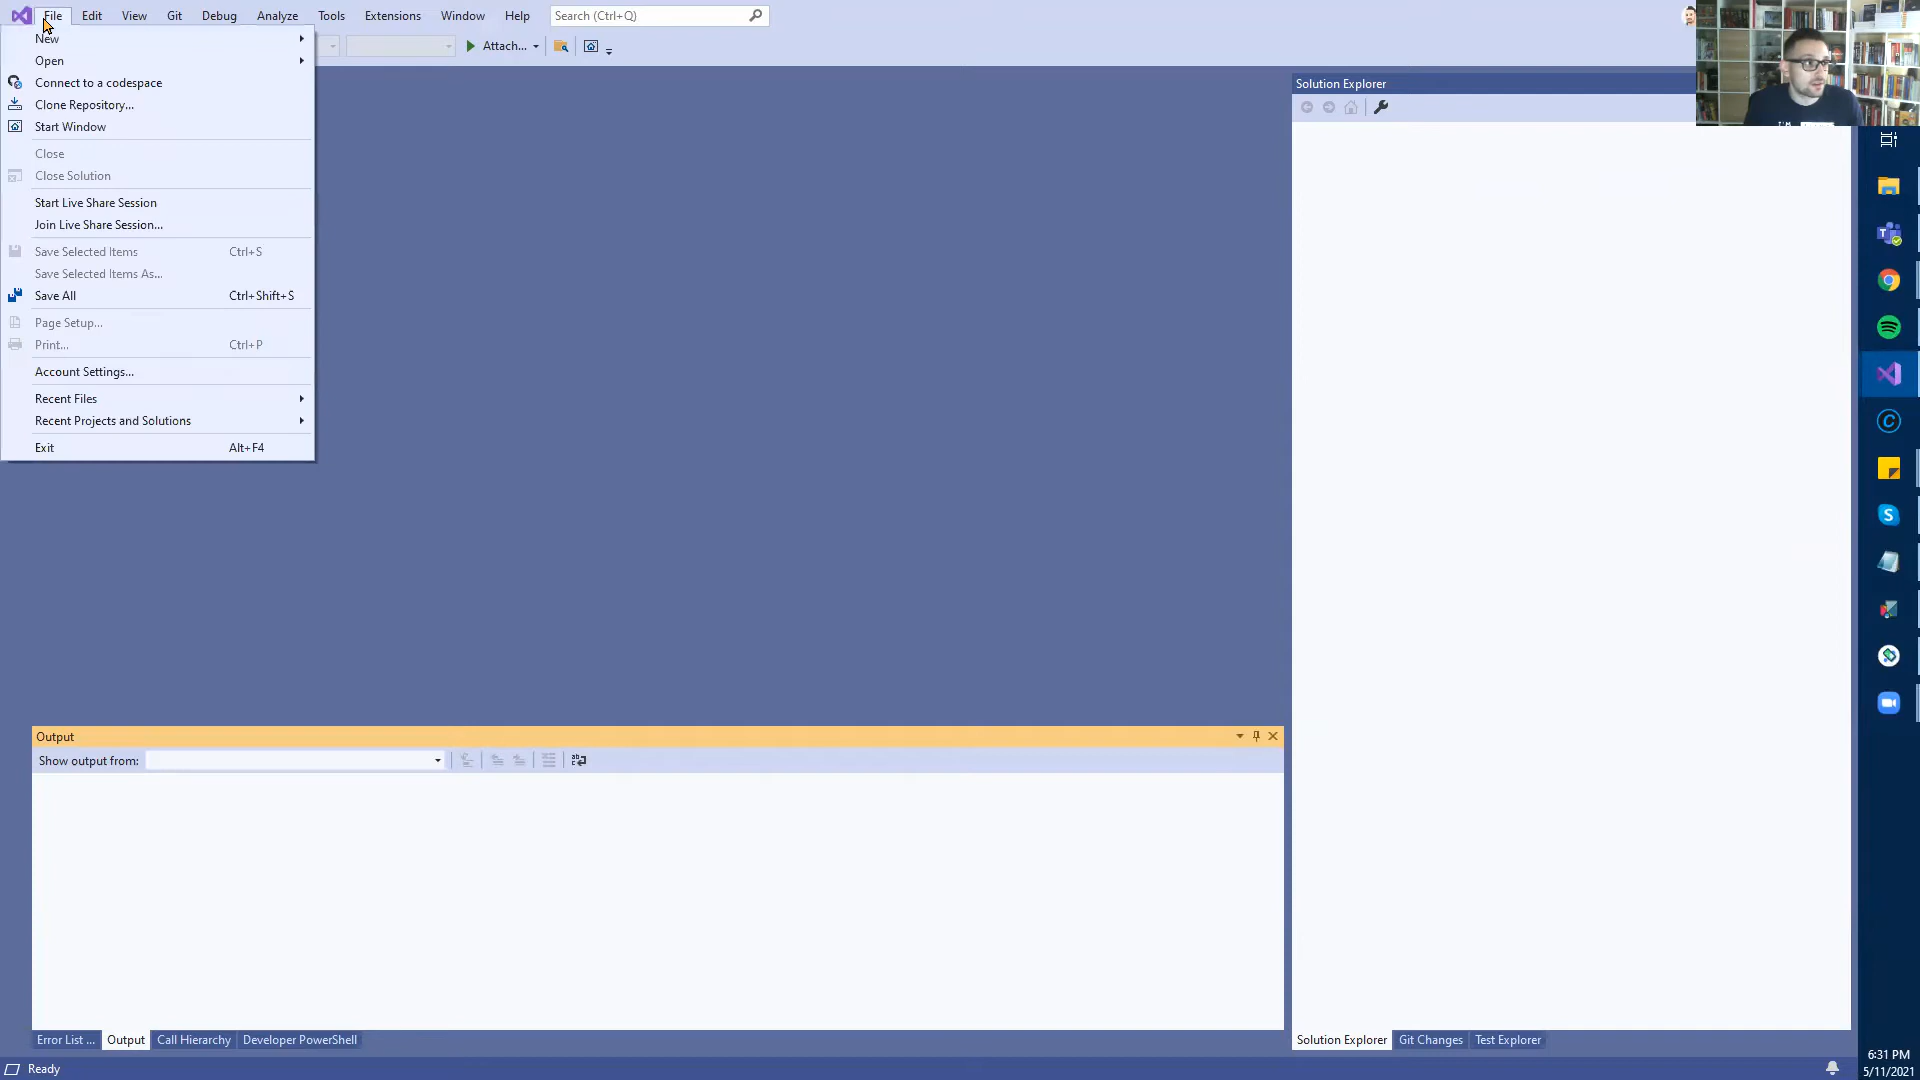 File Edit View Git Debug Analyze Tools Extensions Window Help Search (Ctrl+Q)
New
Attach...
Open
Connect to a codespace
Clone Repository...
Start Window
Close
Close Solution
Start Live Share Session
Join Live Share Session...
Save Selected Items Ctrl+S
Save Selected Items As...
Save All Ctrl+Shift+S
Page Setup...
Print... Ctrl+P
Account Settings...
Recent Files
Recent Projects and Solutions
Exit Alt+F4
Solution Explorer
Output
Show output from:
Error List ... Output Call Hierarchy Developer PowerShell
Solution Explorer Git Changes Test Explorer
Ready
6:31 PM
5/11/2021